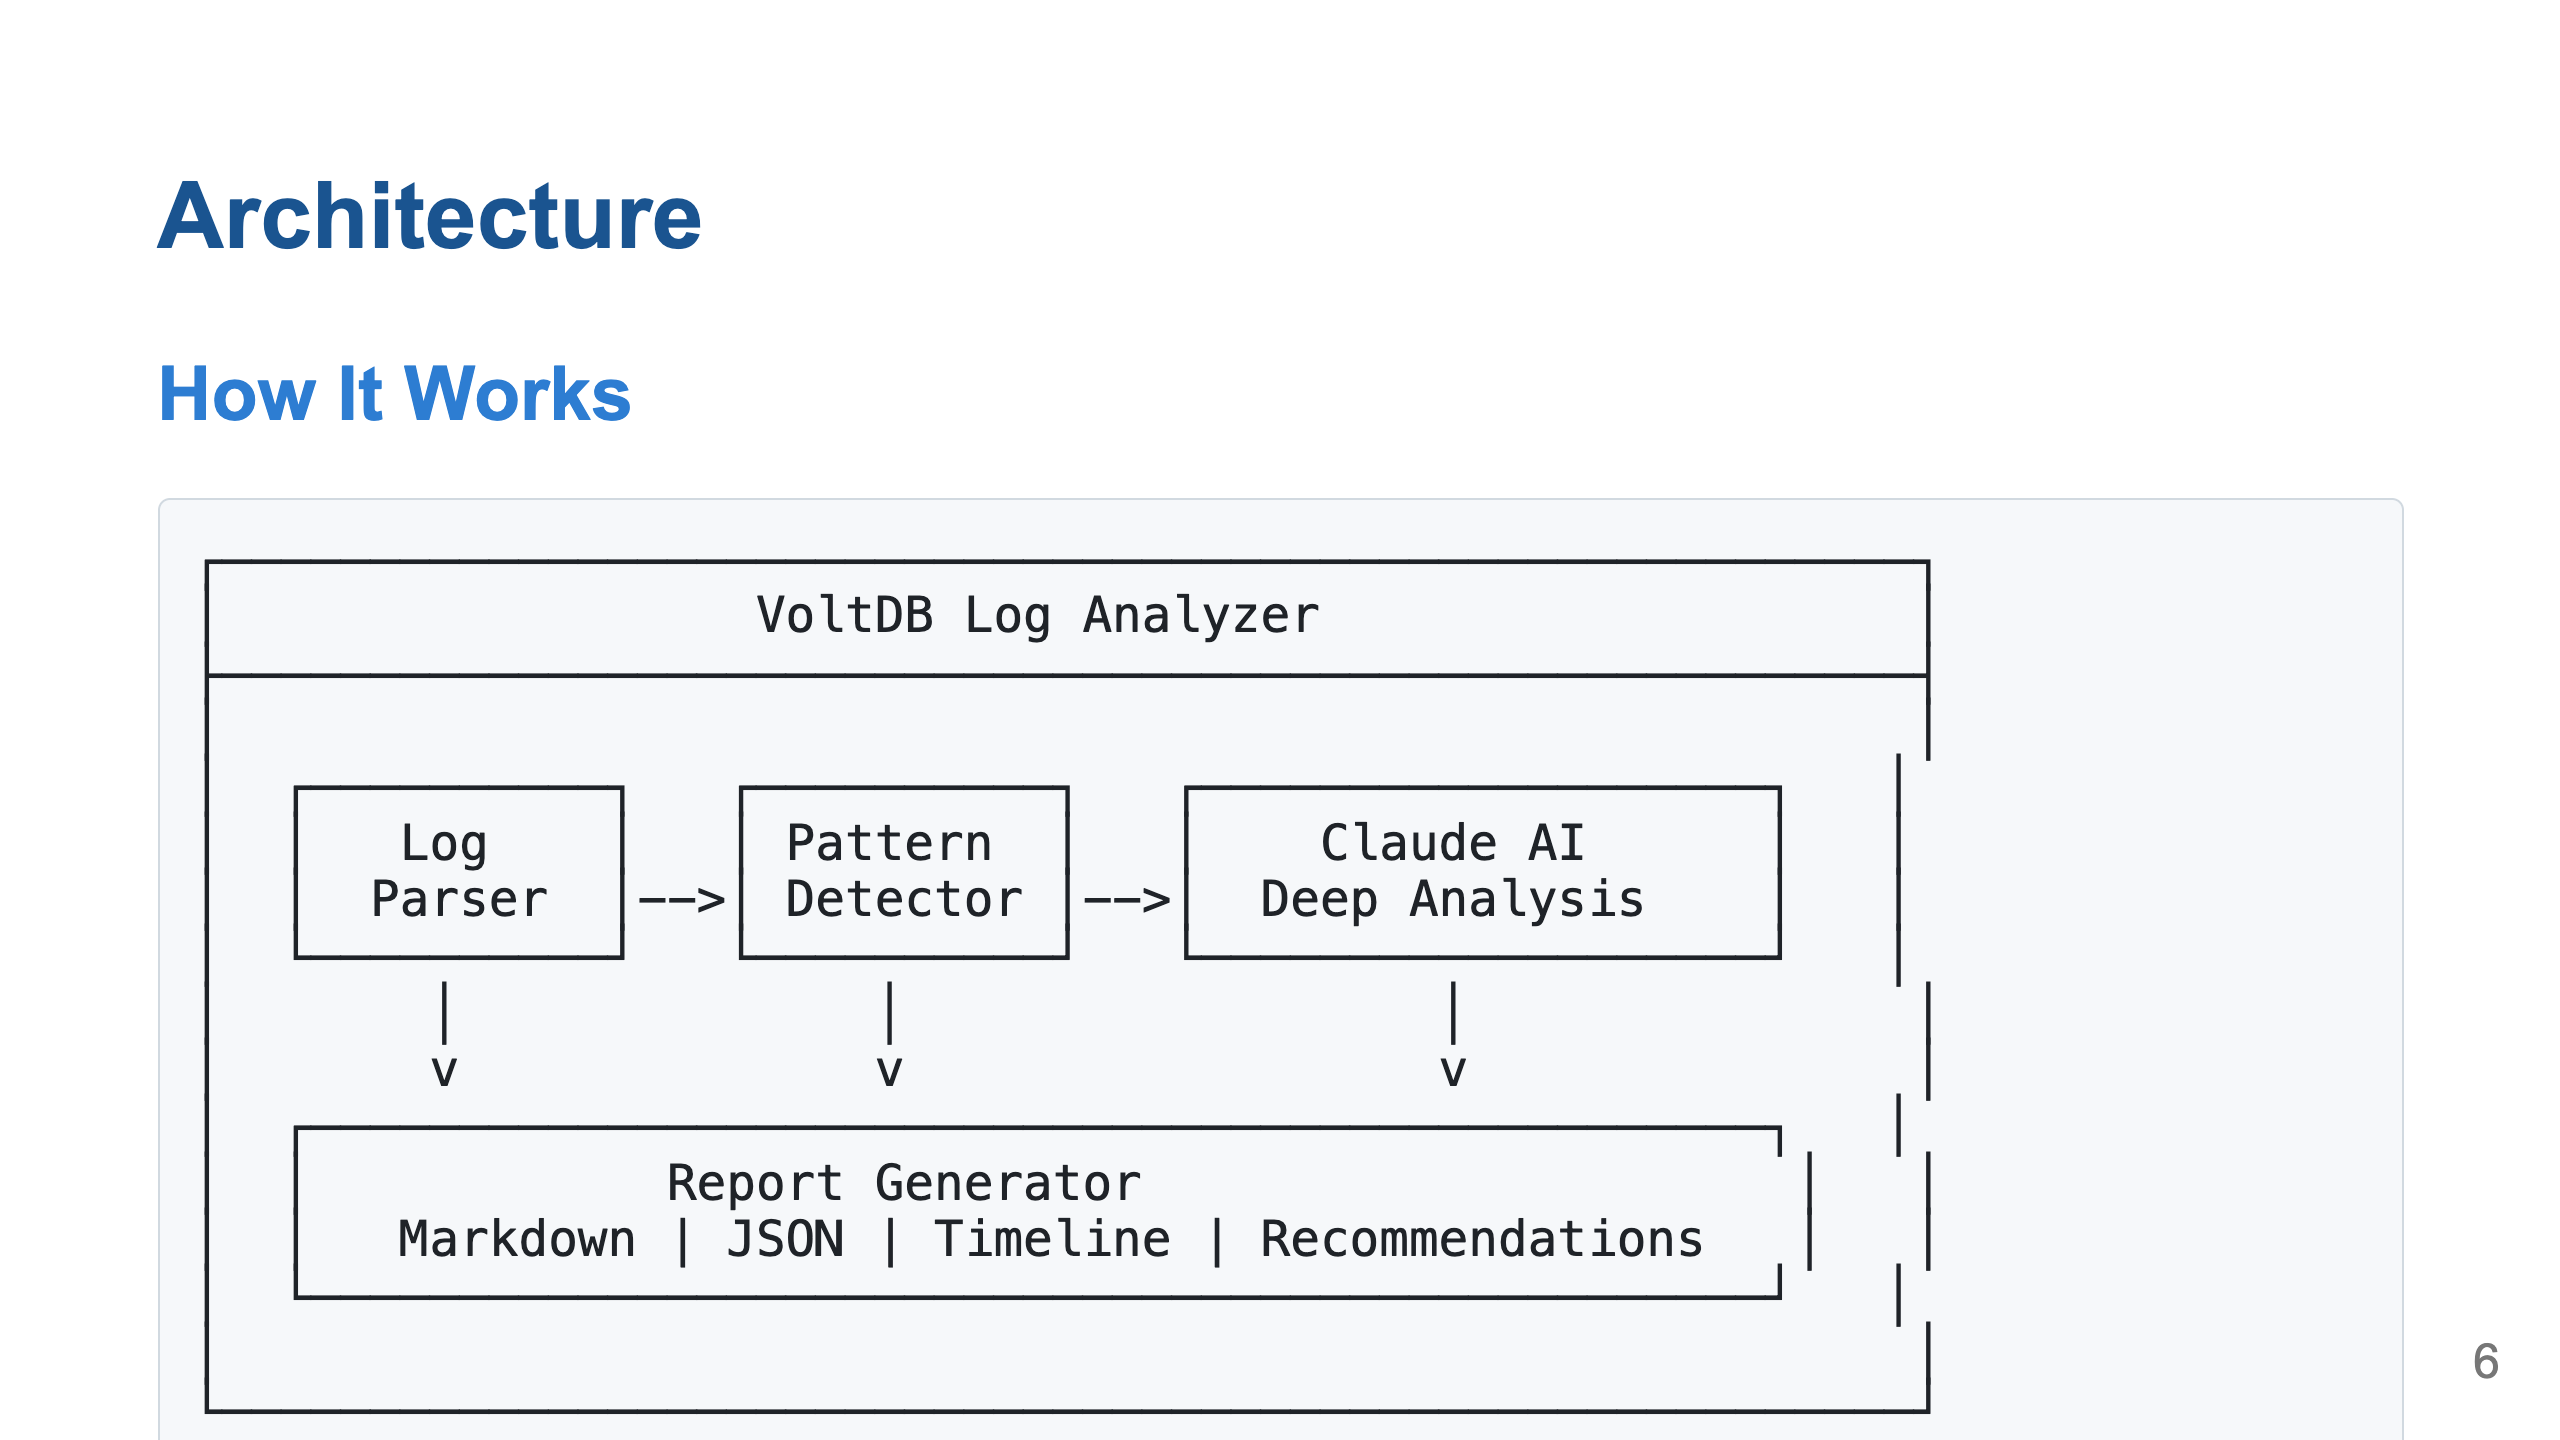 Architecture
How It Works
VoltDB Log Analyzer
Log Pattern Claude AI
Parser --> Detector --> Deep Analysis
v v v
Report Generator
Markdown | JSON | Timeline | Recommendations
6